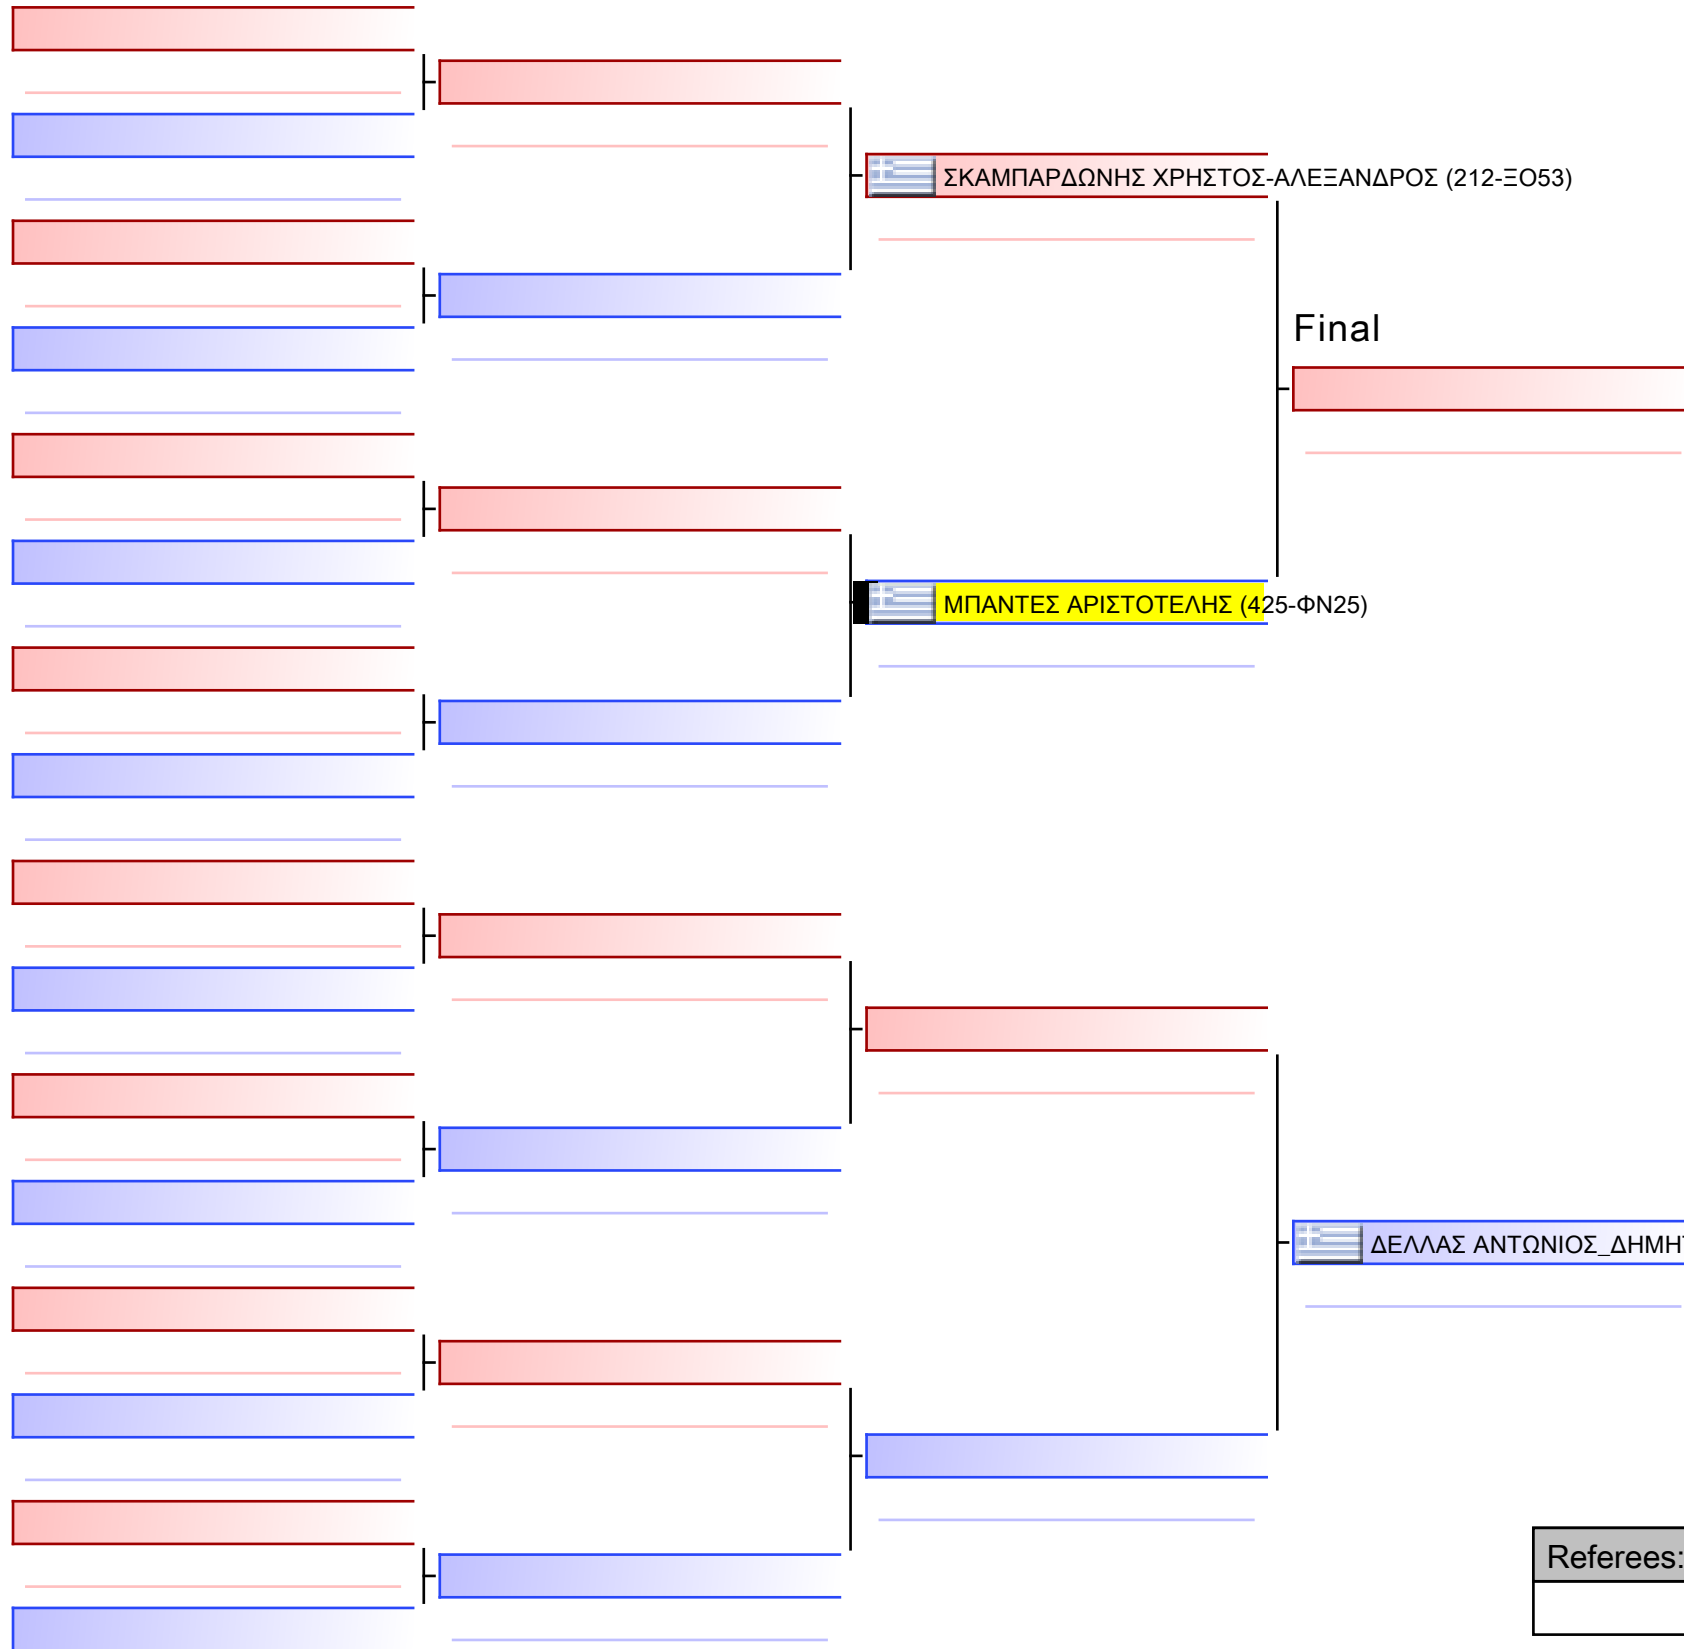 ΣΚΑΜΠΑΡΔΩΝΗΣ ΧΡΗΣΤΟΣ-ΑΛΕΞΑΝΔΡΟΣ (212-ΞΟ53)
Final
ΜΠΑΝΤΕΣ ΑΡΙΣΤΟΤΕΛΗΣ (425-ΦΝ25)
ΔΕΛΛΑΣ ΑΝΤΩΝΙΟΣ_ΔΗΜΗ
Referees: